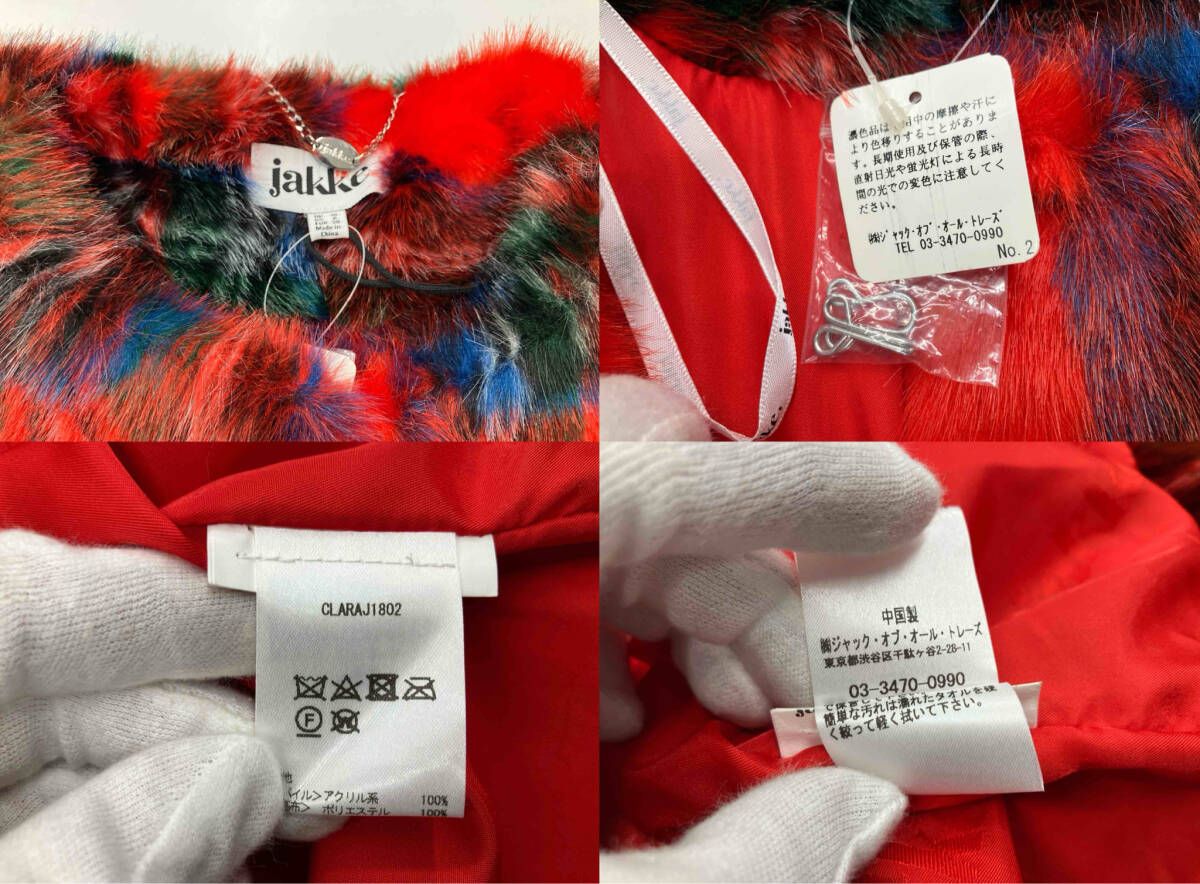 jakke
jakke
Made in
China
濃色品は
中の摩擦や汗に
より色移りすることがありま
す。長期使用及び保管の際、
直射日光や蛍光灯による長時
間の光での変色に注意してく
ださい。
㈱ジャック・オブ・オール・トレーズ
TEL 03-3470-0990
No. 2
CLARAJ1802
地
イル>アクリル系 100%
布> ポリエステル 100%
中国製
㈱ジャック・オブ・オール・トレーズ
東京都渋谷区千駄ヶ谷2-28-11
03-3470-0990
簡単な汚れは濡れたタオルを硬
く絞って軽く拭いて下さい。